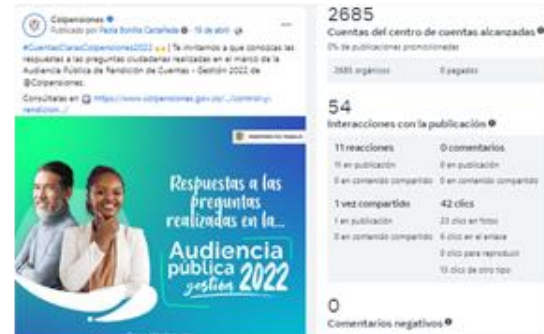 Colpensiones
Publicado por Paola Bonilla Castañeda · 19 de abril
#CuentasClarasColpensiones2022 | Te invitamos a que conozcas las
respuestas a las preguntas ciudadanas realizadas en el marco de la
Audiencia Pública de Rendición de Cuentas - Gestión 2022 de
@Colpensiones.
Consúltalas en https://www.colpensiones.gov.co/.../control-y-
rendicion.../
MINISTERIO DEL TRABAJO
Respuestas a las
preguntas
realizadas en la...
Audiencia
pública
gestión 2022
2685
Cuentas del centro de cuentas alcanzadas
0% de publicaciones promocionadas
2685 orgánicos 0 pagados
54
Interacciones con la publicación
11 reacciones 0 comentarios
11 en publicación 0 en publicación
0 en contenido compartido 0 en contenido compartido
1 vez compartido 42 clics
1 en publicación 23 clics en fotos
0 en contenido compartido 6 clics en el enlace
0 clics para reproducir
13 clics de otro tipo
0
Comentarios negativos